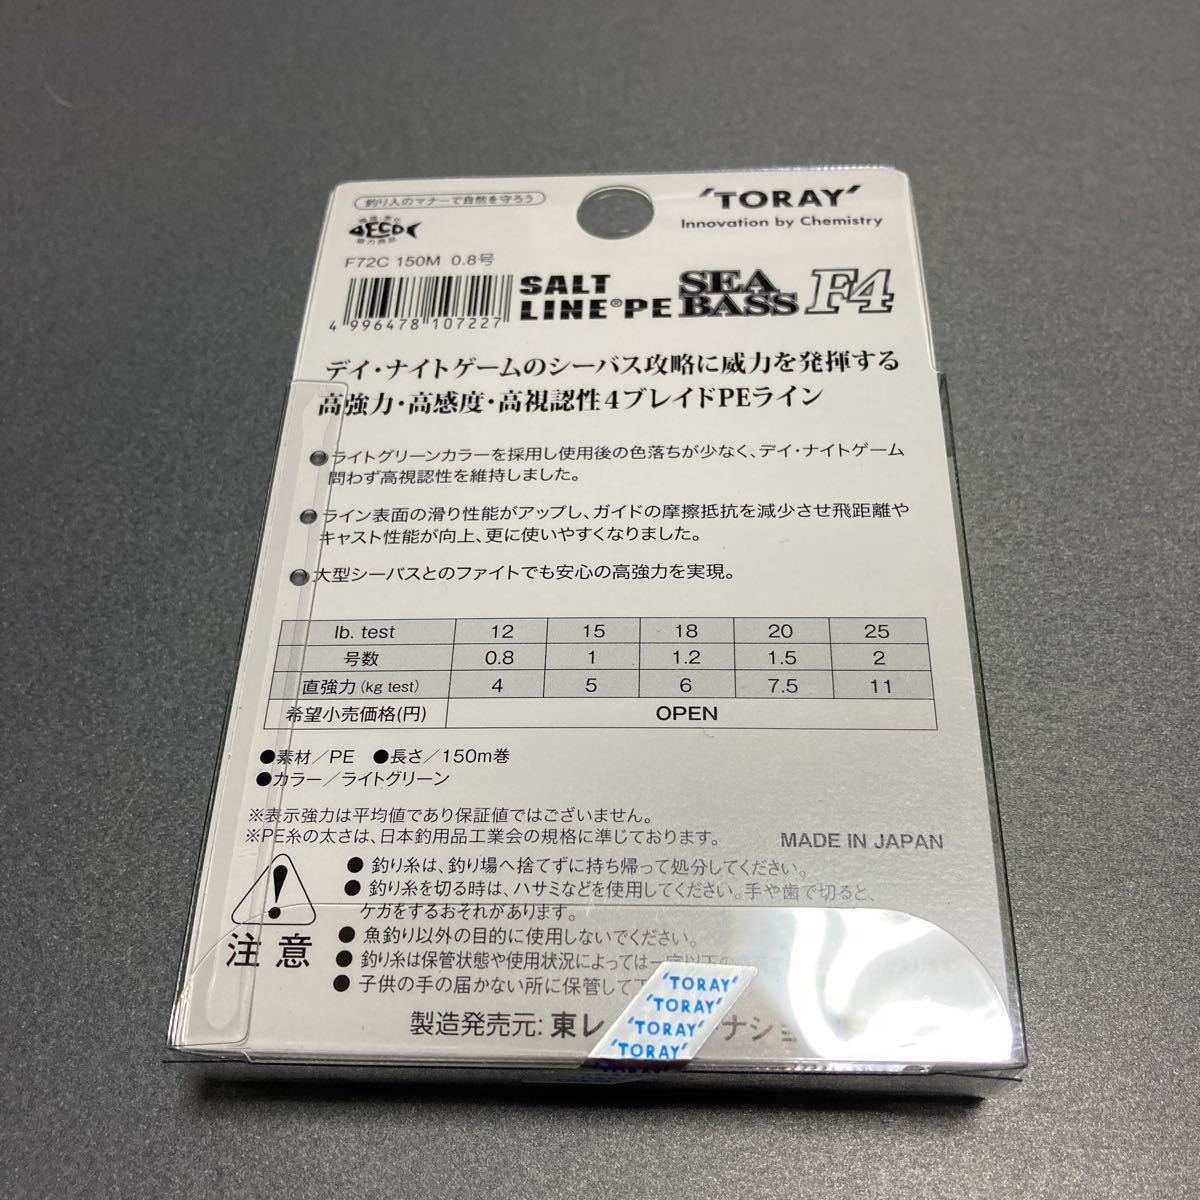 釣り人のマナーで自然を守ろう
ECO
F72C 150M 0.8号
4 996478 107227
'TORAY'
Innovation by Chemistry
SALT
LINE®PE
SEA
BASS
F4
デイ・ナイトゲームのシーバス攻略に威力を発揮する
高強力・高感度・高視認性4ブレイドPEライン
●ライトグリーンカラーを採用し使用後の色落ちが少なく、デイ・ナイトゲーム
問わず高視認性を維持しました。
●ライン表面の滑り性能がアップし、ガイドの摩擦抵抗を減少させ飛距離や
キャスト性能が向上、更に使いやすくなりました。
●大型シーバスとのファイトでも安心の高強力を実現。
lb. test 12 15 18 20 25
号数 0.8 1 1.2 1.5 2
直強力(kg test) 4 5 6 7.5 11
希望小売価格(円) OPEN
●素材/PE ●長さ/150m巻
●カラー/ライトグリーン
※表示強力は平均値であり保証値ではございません。
※PE糸の太さは、日本釣用品工業会の規格に準じております。
MADE IN JAPAN
注意
●釣り糸は、釣り場へ捨てずに持ち帰って処分してください。
●釣り糸を切る時は、ハサミなどを使用してください。手や歯で切ると、
ケガをするおそれがあります。
●魚釣り以外の目的に使用しないでください。
●釣り糸は保管状態や使用状況によっては一定以下の
●子供の手の届かない所に保管して下
製造発売元: 東レ ナショ
'TORAY'
'TORAY'
'TORAY'
'TORAY'
'TORAY'